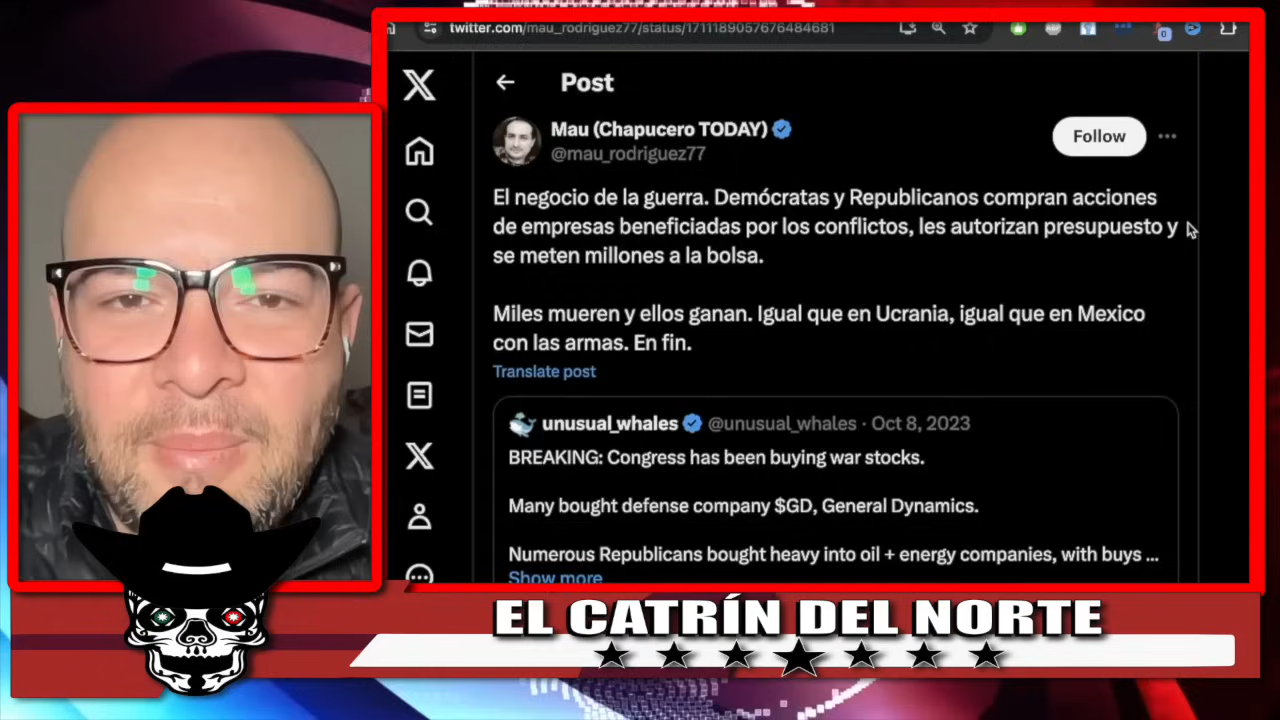 twitter.com/mau_rodriguez77/status/1711189057676484681
Post
Mau (Chapucero TODAY)
Follow
@mau_rodriguez77
El negocio de la guerra. Demócratas y Republicanos compran acciones
de empresas beneficiadas por los conflictos, les autorizan presupuesto y
se meten millones a la bolsa.
Miles mueren y ellos ganan. Igual que en Ucrania, igual que en Mexico
con las armas. En fin.
Translate post
unusual_whales @unusual_whales · Oct 8, 2023
BREAKING: Congress has been buying war stocks.
Many bought defense company $GD, General Dynamics.
Numerous Republicans bought heavy into oil + energy companies, with buys ...
Show more
EL CATRÍN DEL NORTE